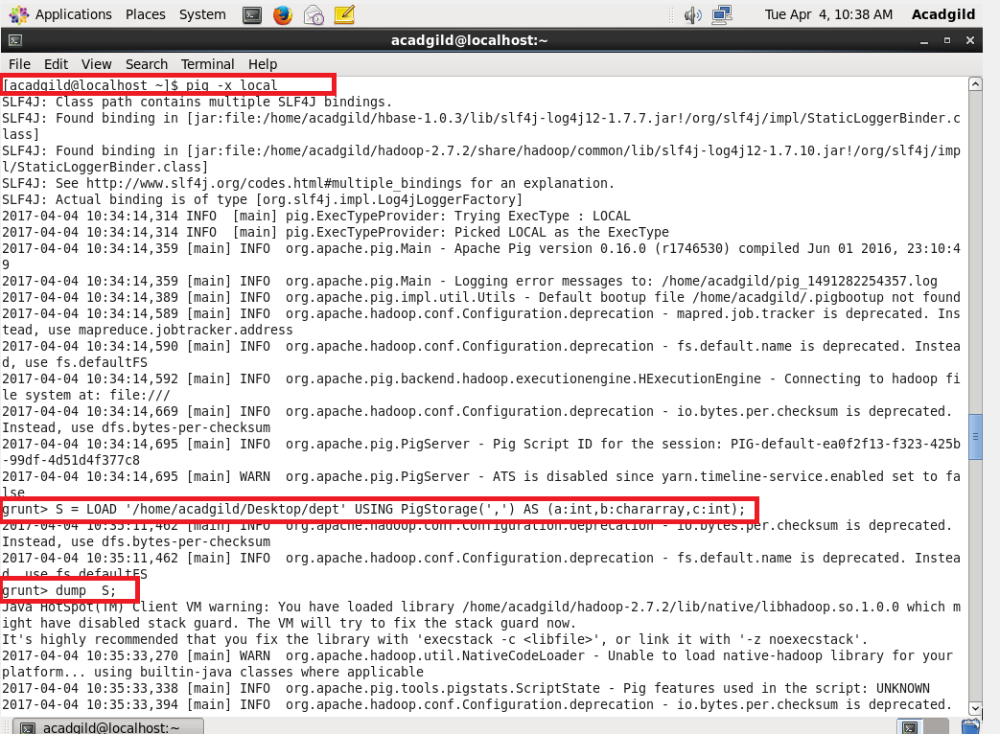 Applications Places System Tue Apr 4, 10:38 AM Acadgild
acadgild@localhost:~
File Edit View Search Terminal Help
[acadgild@localhost ~]$ pig -x local
SLF4J: Class path contains multiple SLF4J bindings.
SLF4J: Found binding in [jar:file:/home/acadgild/hbase-1.0.3/lib/slf4j-log4j12-1.7.7.jar!/org/slf4j/impl/StaticLoggerBinder.c
lass]
SLF4J: Found binding in [jar:file:/home/acadgild/hadoop-2.7.2/share/hadoop/common/lib/slf4j-log4j12-1.7.10.jar!/org/slf4j/imp
l/StaticLoggerBinder.class]
SLF4J: See http://www.slf4j.org/codes.html#multiple_bindings for an explanation.
SLF4J: Actual binding is of type [org.slf4j.impl.Log4jLoggerFactory]
2017-04-04 10:34:14,314 INFO  [main] pig.ExecTypeProvider: Trying ExecType : LOCAL
2017-04-04 10:34:14,314 INFO  [main] pig.ExecTypeProvider: Picked LOCAL as the ExecType
2017-04-04 10:34:14,359 [main] INFO  org.apache.pig.Main - Apache Pig version 0.16.0 (r1746530) compiled Jun 01 2016, 23:10:4
9
2017-04-04 10:34:14,359 [main] INFO  org.apache.pig.Main - Logging error messages to: /home/acadgild/pig_1491282254357.log
2017-04-04 10:34:14,389 [main] INFO  org.apache.pig.impl.util.Utils - Default bootup file /home/acadgild/.pigbootup not found
2017-04-04 10:34:14,589 [main] INFO  org.apache.hadoop.conf.Configuration.deprecation - mapred.job.tracker is deprecated. Ins
tead, use mapreduce.jobtracker.address
2017-04-04 10:34:14,590 [main] INFO  org.apache.hadoop.conf.Configuration.deprecation - fs.default.name is deprecated. Instea
d, use fs.defaultFS
2017-04-04 10:34:14,592 [main] INFO  org.apache.pig.backend.hadoop.executionengine.HExecutionEngine - Connecting to hadoop fi
le system at: file:///
2017-04-04 10:34:14,669 [main] INFO  org.apache.hadoop.conf.Configuration.deprecation - io.bytes.per.checksum is deprecated.
Instead, use dfs.bytes-per-checksum
2017-04-04 10:34:14,695 [main] INFO  org.apache.pig.PigServer - Pig Script ID for the session: PIG-default-ea0f2f13-f323-425b
-99df-4d51d4f377c8
2017-04-04 10:34:14,695 [main] WARN  org.apache.pig.PigServer - ATS is disabled since yarn.timeline-service.enabled set to fa
lse
grunt> S = LOAD '/home/acadgild/Desktop/dept' USING PigStorage(',') AS (a:int,b:chararray,c:int);
2017-04-04 10:35:11,462 [main] INFO  org.apache.hadoop.conf.Configuration.deprecation - io.bytes.per.checksum is deprecated.
Instead, use dfs.bytes-per-checksum
2017-04-04 10:35:11,462 [main] INFO  org.apache.hadoop.conf.Configuration.deprecation - fs.default.name is deprecated. Instea
d, use fs.defaultFS
grunt> dump  S;
Java HotSpot(TM) Client VM warning: You have loaded library /home/acadgild/hadoop-2.7.2/lib/native/libhadoop.so.1.0.0 which m
ight have disabled stack guard. The VM will try to fix the stack guard now.
It's highly recommended that you fix the library with 'execstack -c <libfile>', or link it with '-z noexecstack'.
2017-04-04 10:35:33,270 [main] WARN  org.apache.hadoop.util.NativeCodeLoader - Unable to load native-hadoop library for your
platform... using builtin-java classes where applicable
2017-04-04 10:35:33,338 [main] INFO  org.apache.pig.tools.pigstats.ScriptState - Pig features used in the script: UNKNOWN
2017-04-04 10:35:33,394 [main] INFO  org.apache.hadoop.conf.Configuration.deprecation - io.bytes.per.checksum is deprecated.
acadgild@localhost:~